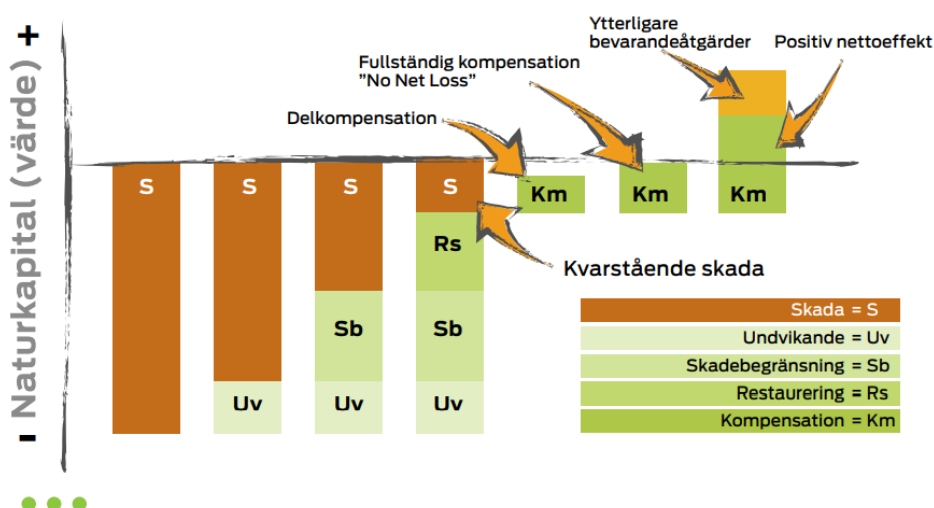 +
Naturkapital (värde)
-
Ytterligare
bevarandeåtgärder
Positiv nettoeffekt
Fullständig kompensation
"No Net Loss"
Delkompensation
S
S
S
S
Km
Km
Km
Rs
Sb
Sb
Uv
Uv
Uv
Kvarstående skada
Skada = S
Undvikande = Uv
Skadebegränsning = Sb
Restaurering = Rs
Kompensation = Km